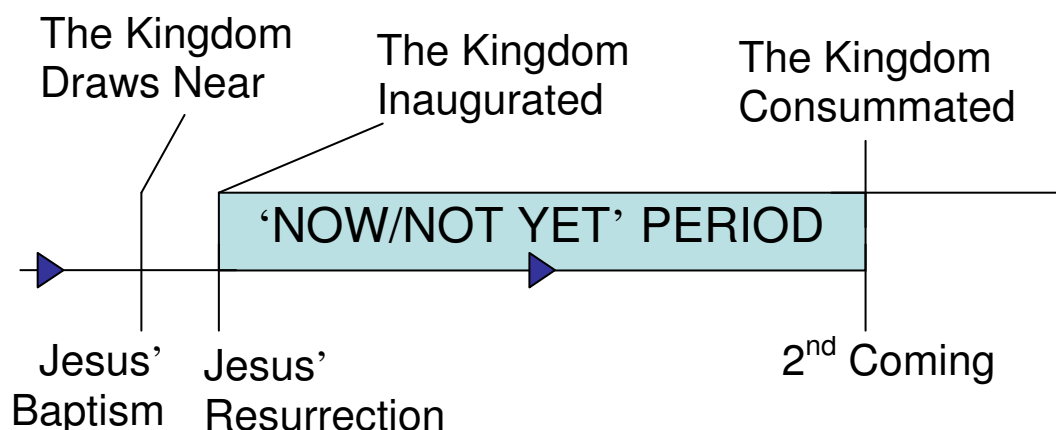 The Kingdom
Draws Near
The Kingdom
Inaugurated
The Kingdom
Consummated
‘NOW/NOT YET’ PERIOD
Jesus’
Baptism
Jesus’
Resurrection
2nd Coming